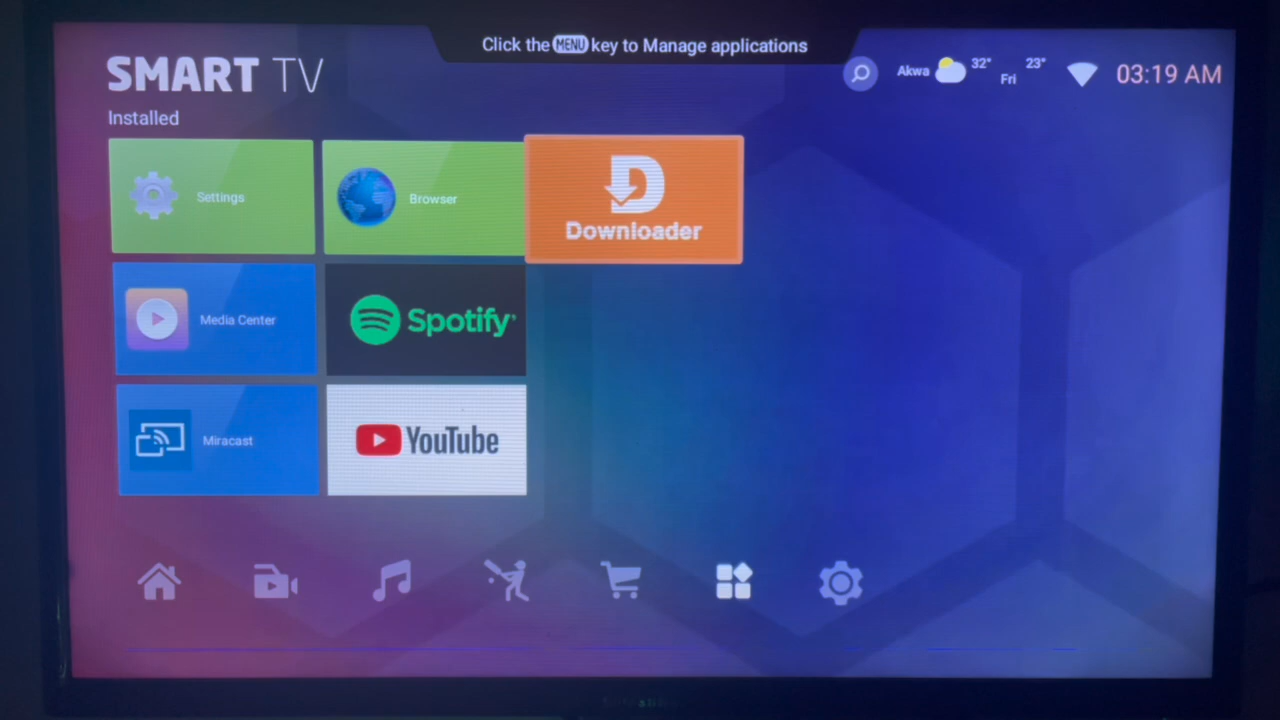 Click the MENU key to Manage applications
SMART TV
Akwa
32°
Fri
23°
03:19 AM
Installed
Settings
Browser
Downloader
Media Center
Spotify
Miracast
YouTube